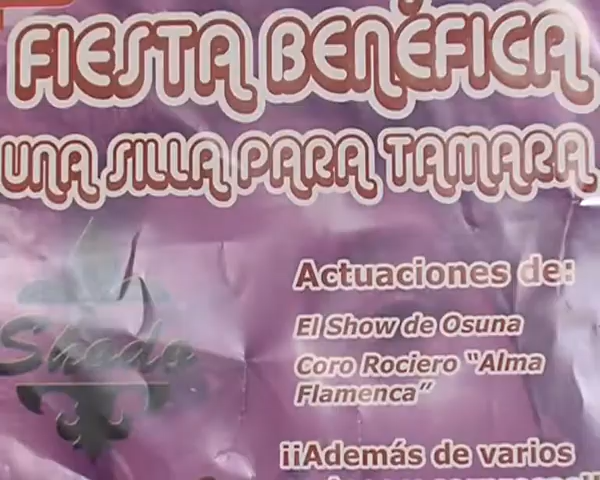 FIESTA BENÉFICA
UNA SILLA PARA TAMARA
Actuaciones de:
El Show de Osuna
Coro Rociero "Alma
Flamenca"
Shoda
¡¡Además de varios